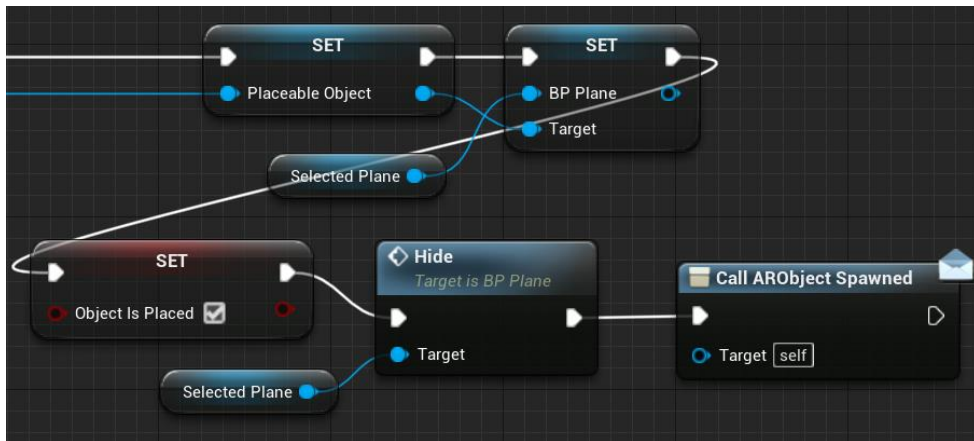 SET
Placeable Object
SET
BP Plane
Target
Selected Plane
SET
Object Is Placed
Hide
Target is BP Plane
Target
Selected Plane
Call ARObject Spawned
Target self